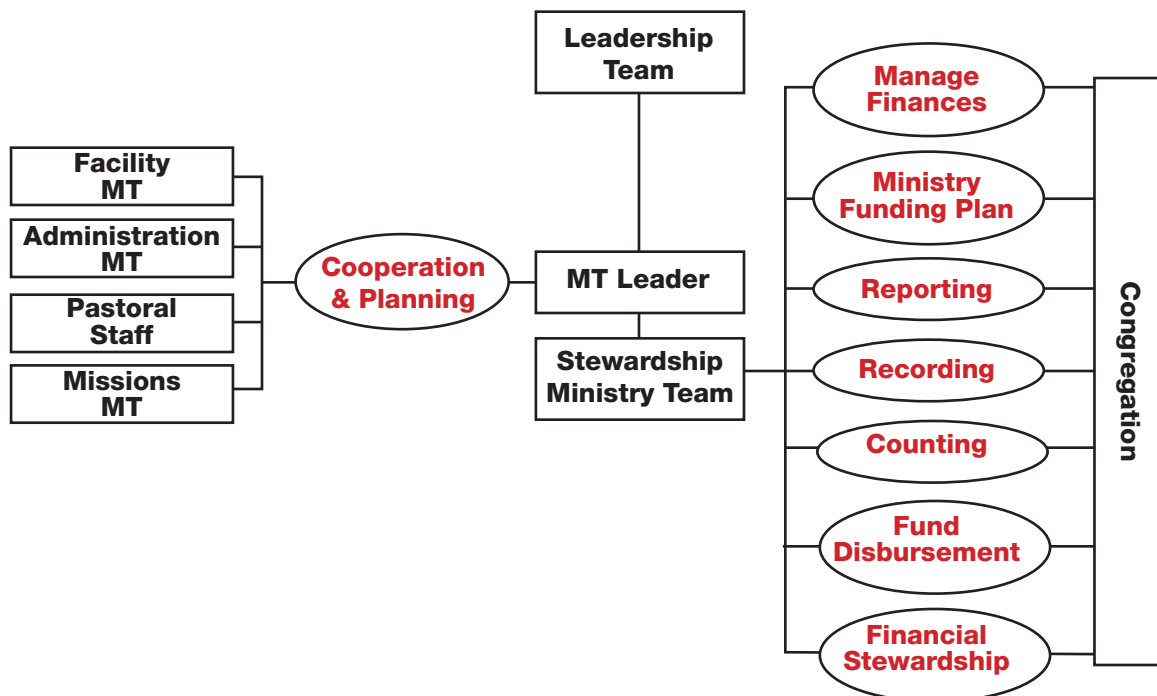 Leadership
Team
Facility
MT
Administration
MT
Pastoral
Staff
Missions
MT
Cooperation
& Planning
MT Leader
Stewardship
Ministry Team
Manage
Finances
Ministry
Funding Plan
Reporting
Recording
Counting
Fund
Disbursement
Financial
Stewardship
Congregation